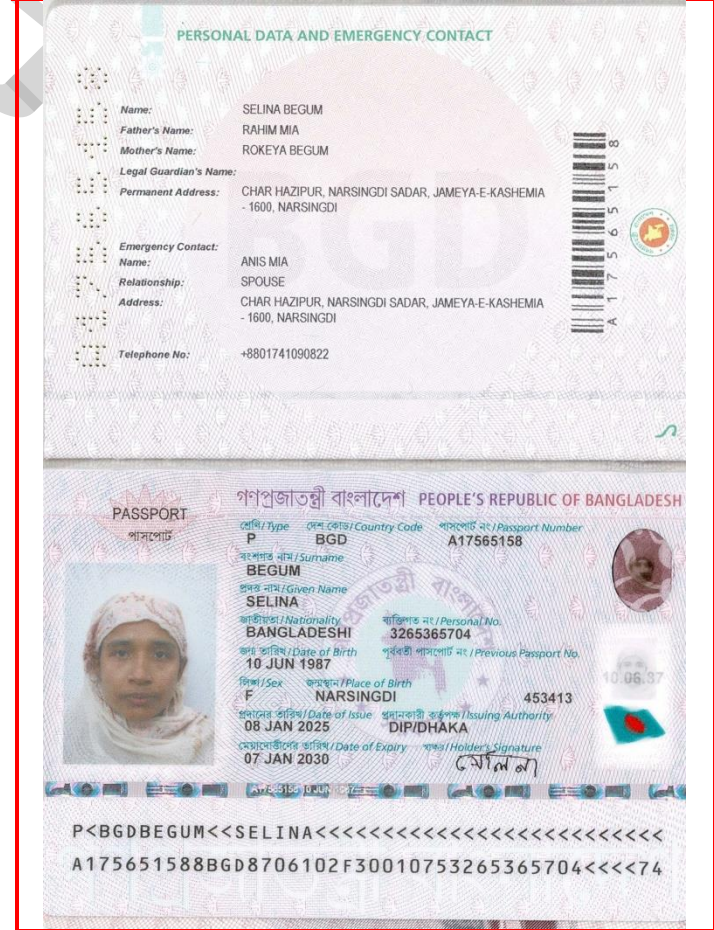 PERSONAL DATA AND EMERGENCY CONTACT
Name: SELINA BEGUM
Father's Name: RAHIM MIA
Mother's Name: ROKEYA BEGUM
Legal Guardian's Name:
Permanent Address: CHAR HAZIPUR, NARSINGDI SADAR, JAMEYA-E-KASHEMIA
- 1600, NARSINGDI
Emergency Contact:
Name: ANIS MIA
Relationship: SPOUSE
Address: CHAR HAZIPUR, NARSINGDI SADAR, JAMEYA-E-KASHEMIA
- 1600, NARSINGDI
Telephone No: +8801741090822
BGD
A17565158
গণপ্রজাতন্ত্রী বাংলাদেশ PEOPLE'S REPUBLIC OF BANGLADESH
PASSPORT
পাসপোর্ট
শ্রেণি/Type দেশ কোড/Country Code পাসপোর্ট নং/Passport Number
P BGD A17565158
বংশগত নাম/Surname
BEGUM
প্রদত্ত নাম/Given Name
SELINA
জাতীয়তা/Nationality ব্যক্তিগত নং/Personal No.
BANGLADESHI 3265365704
জন্ম তারিখ/Date of Birth পূর্ববর্তী পাসপোর্ট নং/Previous Passport No.
10 JUN 1987
লিঙ্গ/Sex জন্মস্থান/Place of Birth
F NARSINGDI 453413
প্রদানের তারিখ/Date of Issue প্রদানকারী কর্তৃপক্ষ/Issuing Authority
08 JAN 2025 DIP/DHAKA
মেয়াদোত্তীর্ণের তারিখ/Date of Expiry স্বাক্ষর/Holder's Signature
07 JAN 2030 সেলিনা
P<BGDBEGUM<<SELINA<<<<<<<<<<<<<<<<<<<<<<<<<<
A175651588BGD8706102F30010753265365704<<<<74